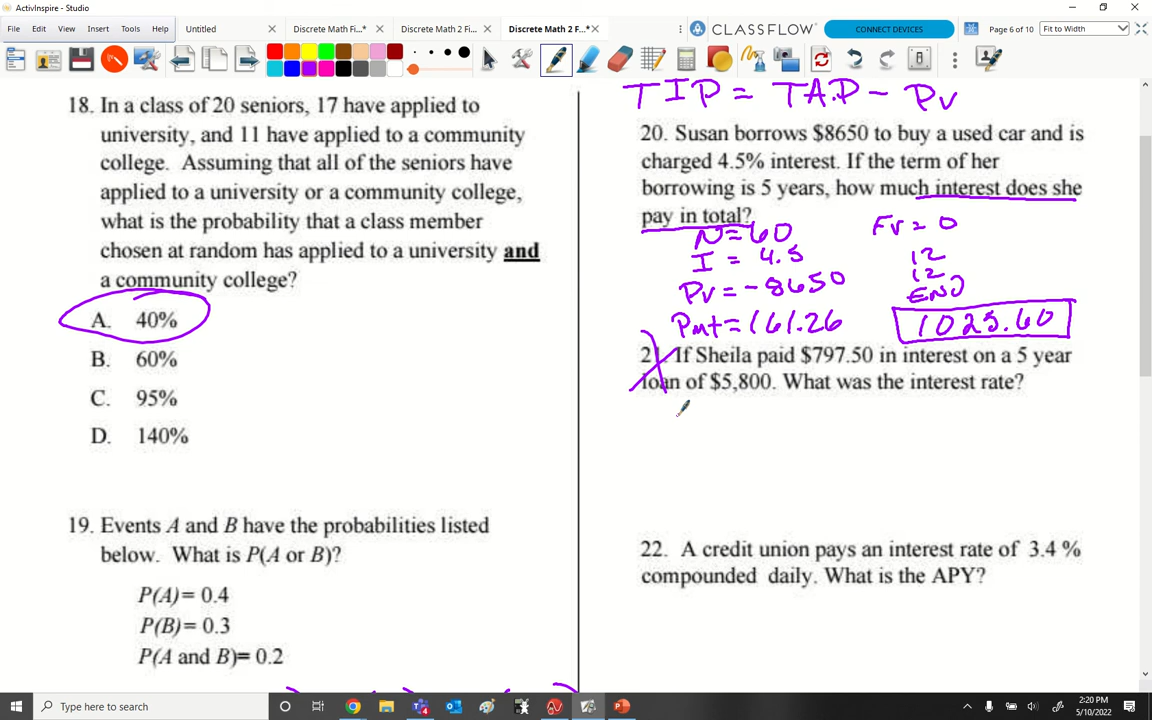 ActivInspire - Studio
File Edit View Insert Tools Help
Untitled
Discrete Math Fi...*
Discrete Math 2 F...
Discrete Math 2 F...*
CLASSFLOW
CONNECT DEVICES
Page 6 of 10
Fit to Width
18. In a class of 20 seniors, 17 have applied to
university, and 11 have applied to a community
college. Assuming that all of the seniors have
applied to a university or a community college,
what is the probability that a class member
chosen at random has applied to a university and
a community college?
A. 40%
B. 60%
C. 95%
D. 140%
19. Events A and B have the probabilities listed
below. What is P(A or B)?
P(A)= 0.4
P(B)= 0.3
P(A and B)= 0.2
TIP = TAP - PV
20. Susan borrows $8650 to buy a used car and is
charged 4.5% interest. If the term of her
borrowing is 5 years, how much interest does she
pay in total?
N = 60
I = 4.5
PV = -8650
Pmt = 161.26
FV = 0
12
12
END
1025.60
21. If Sheila paid $797.50 in interest on a 5 year
loan of $5,800. What was the interest rate?
22. A credit union pays an interest rate of 3.4 %
compounded daily. What is the APY?
Type here to search
2:20 PM
5/10/2022